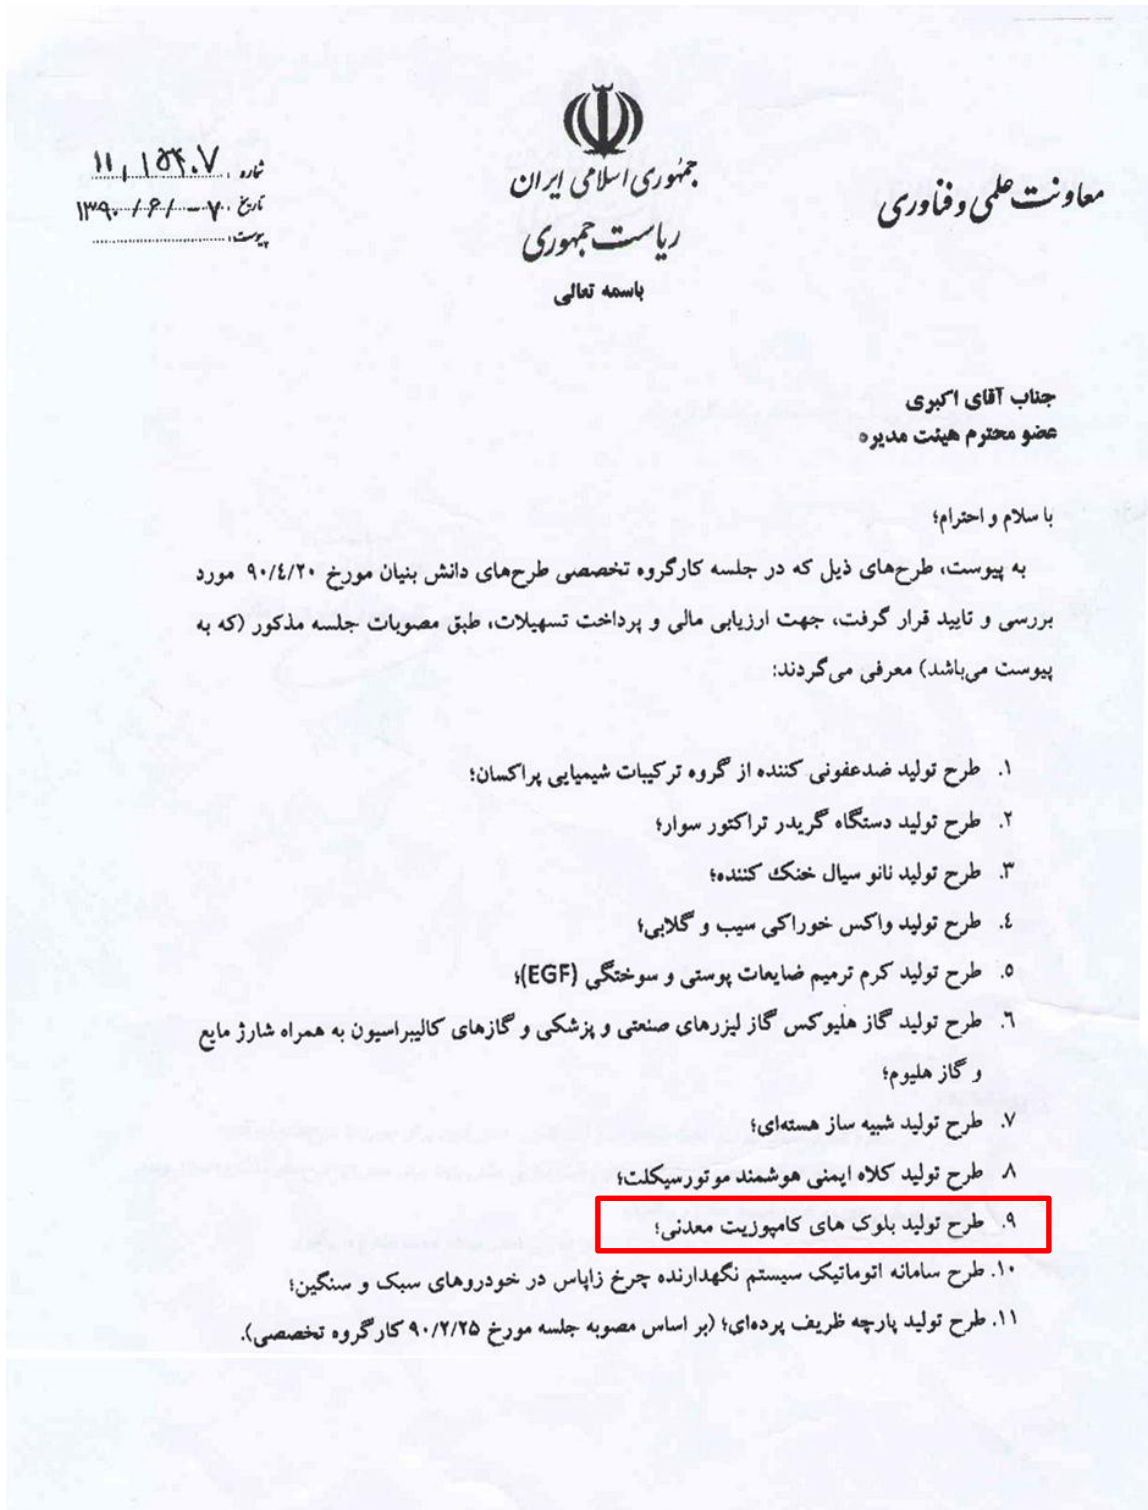 جمهوری اسلامی ایران
ریاست جمهوری
معاونت علمی و فناوری
شماره : ۱۱,۱۵۴۰۷
تاریخ : ۱۳۹۰/۶/-۷
پیوست :
باسمه تعالی
جناب آقای اکبری
عضو محترم هیئت مدیره
با سلام و احترام؛
به پیوست، طرح‌های ذیل که در جلسه کارگروه تخصصی طرح‌های دانش بنیان مورخ ۹۰/٤/۲۰ مورد
بررسی و تایید قرار گرفت، جهت ارزیابی مالی و پرداخت تسهیلات، طبق مصوبات جلسه مذکور (که به
پیوست می‌باشد) معرفی می‌گردند:
۱. طرح تولید ضدعفونی کننده از گروه ترکیبات شیمیایی پراکسان؛
۲. طرح تولید دستگاه گریدر تراکتور سوار؛
۳. طرح تولید نانو سیال خنک کننده؛
٤. طرح تولید واکس خوراکی سیب و گلابی؛
٥. طرح تولید کرم ترمیم ضایعات پوستی و سوختگی (EGF)؛
٦. طرح تولید گاز هلیوکس گاز لیزرهای صنعتی و پزشکی و گازهای کالیبراسیون به همراه شارژ مایع
و گاز هلیوم؛
۷. طرح تولید شبیه ساز هسته‌ای؛
۸. طرح تولید کلاه ایمنی هوشمند موتورسیکلت؛
۹. طرح تولید بلوک های کامپوزیت معدنی؛
۱۰. طرح سامانه اتوماتیک سیستم نگهدارنده چرخ زاپاس در خودروهای سبک و سنگین؛
۱۱. طرح تولید پارچه ظریف پرده‌ای؛ (بر اساس مصوبه جلسه مورخ ۹۰/۲/۲۵ کارگروه تخصصی).